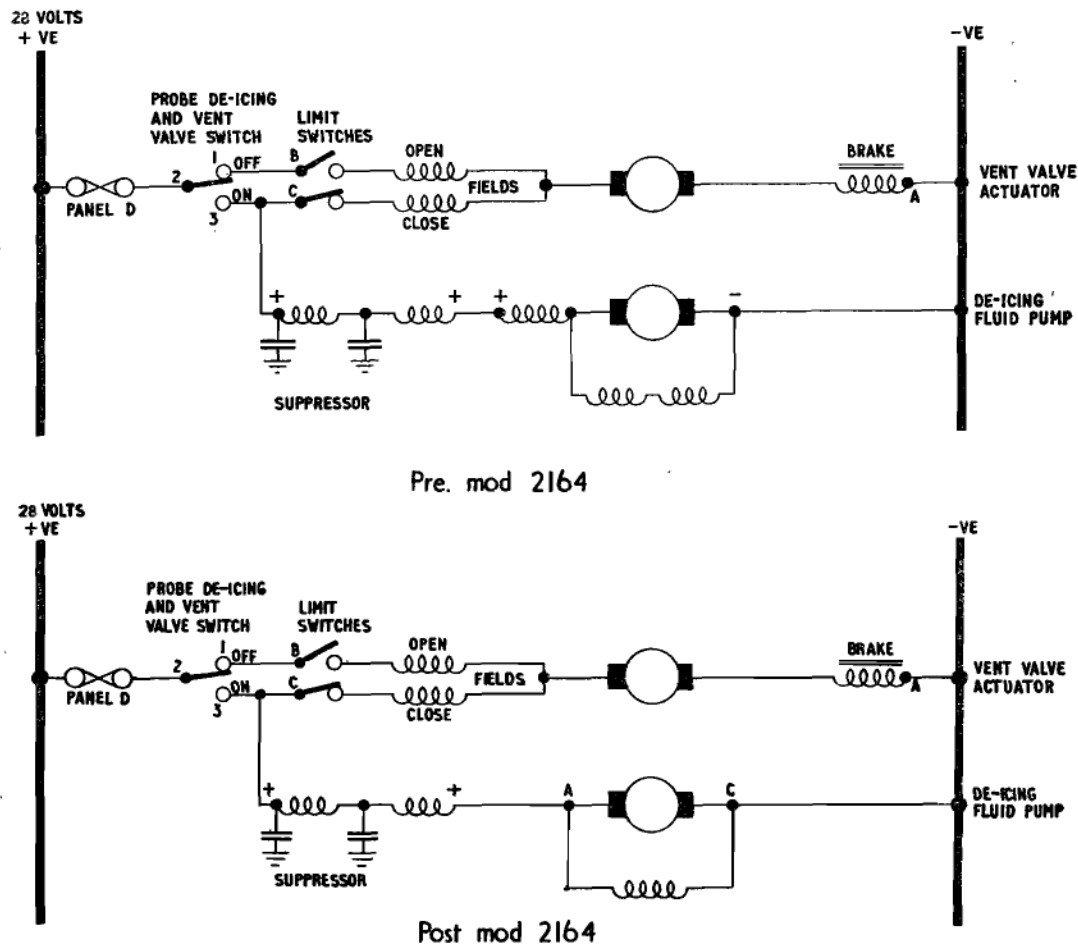 28 VOLTS
+ VE
-VE
PROBE DE-ICING
AND VENT
VALVE SWITCH
LIMIT
SWITCHES
1
OFF
B
OPEN
BRAKE
2
PANEL D
3
ON
C
FIELDS
CLOSE
A
VENT VALVE
ACTUATOR
+
+
+
-
DE-ICING
FLUID PUMP
SUPPRESSOR
Pre. mod 2164
28 VOLTS
+ VE
-VE
PROBE DE-ICING
AND VENT
VALVE SWITCH
LIMIT
SWITCHES
1
OFF
B
OPEN
BRAKE
2
PANEL D
3
ON
C
FIELDS
CLOSE
A
VENT VALVE
ACTUATOR
+
+
A
C
DE-ICING
FLUID PUMP
SUPPRESSOR
Post mod 2164